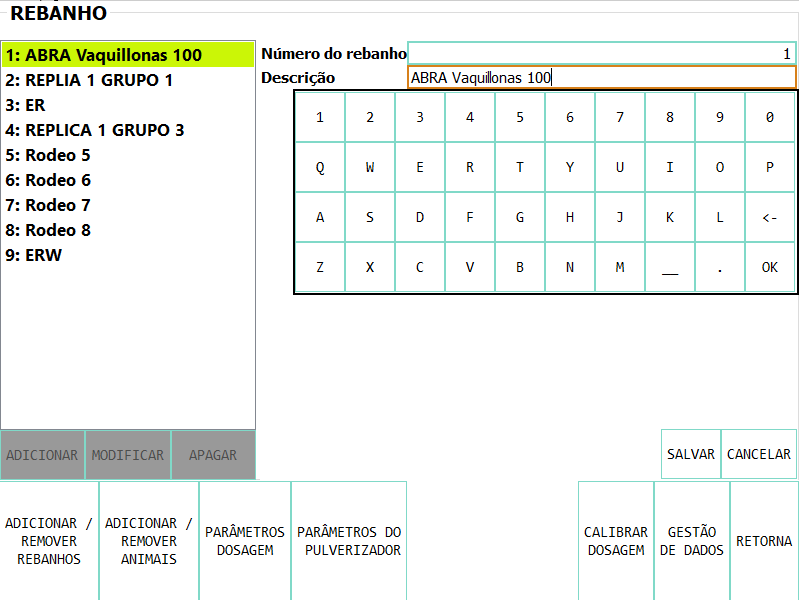 REBANHO
1: ABRA Vaquillonas 100
2: REPLIA 1 GRUPO 1
3: ER
4: REPLICA 1 GRUPO 3
5: Rodeo 5
6: Rodeo 6
7: Rodeo 7
8: Rodeo 8
9: ERW
Número do rebanho 1
Descrição ABRA Vaquillonas 100
1 2 3 4 5 6 7 8 9 0
Q W E R T Y U I O P
A S D F G H J K L <-
Z X C V B N M __ . OK
ADICIONAR MODIFICAR APAGAR
SALVAR CANCELAR
ADICIONAR /
REMOVER
REBANHOS
ADICIONAR /
REMOVER
ANIMAIS
PARÂMETROS
DOSAGEM
PARÂMETROS DO
PULVERIZADOR
CALIBRAR
DOSAGEM
GESTÃO
DE DADOS
RETORNA